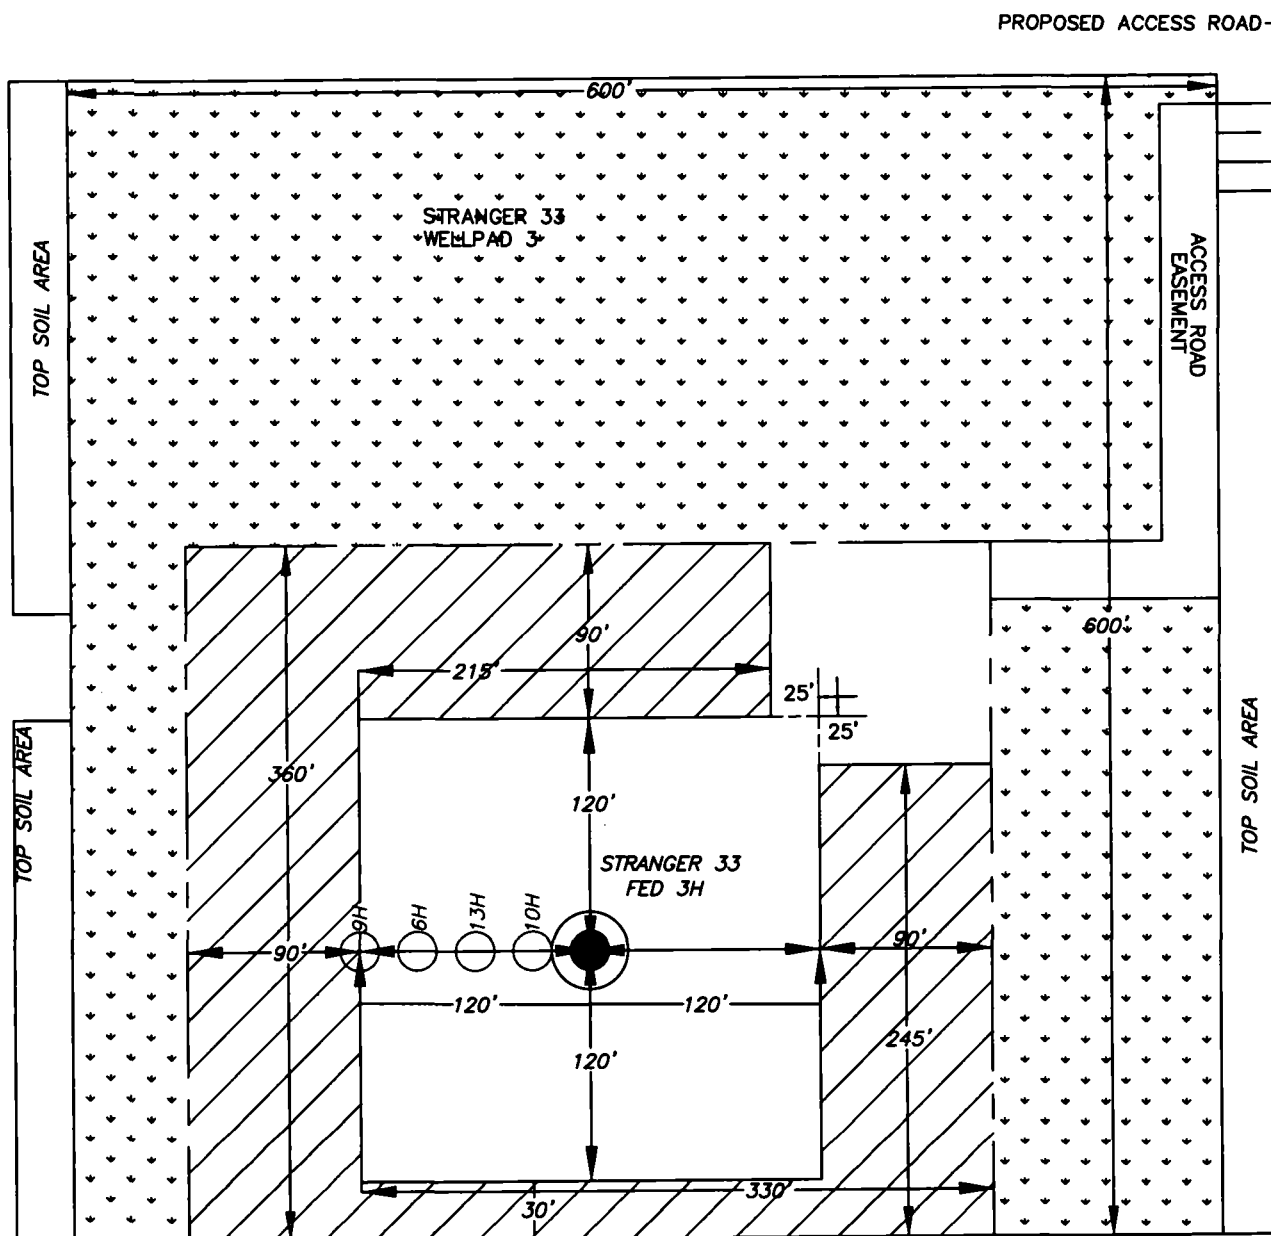 PROPOSED ACCESS ROAD
600'
STRANGER 33
WELLPAD 3
TOP SOIL AREA
ACCESS ROAD
EASEMENT
600'
90'
215'
25'
25'
TOP SOIL AREA
TOP SOIL AREA
360'
120'
STRANGER 33
FED 3H
9H
6H
13H
10H
90'
90'
120'
120'
245'
120'
330'
30'